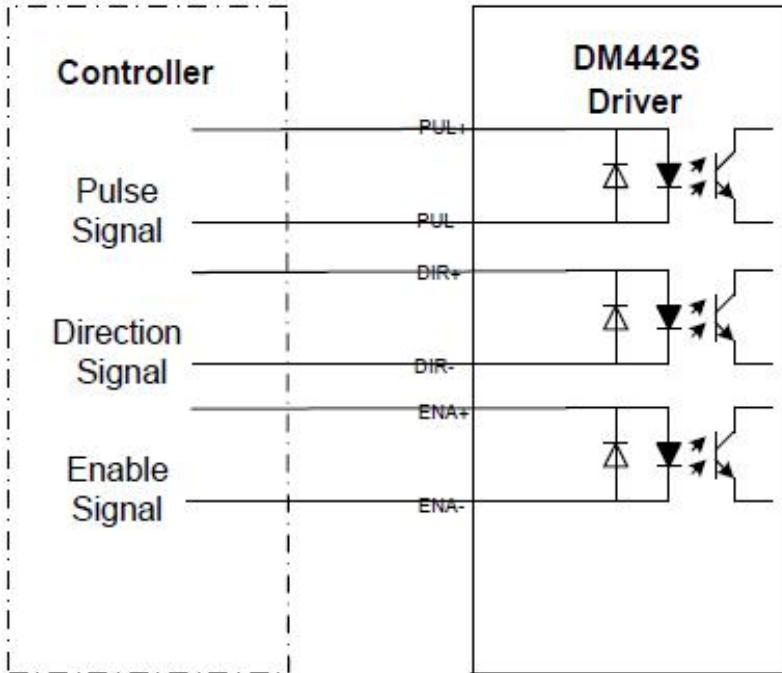 Controller
DM442S
Driver
PUL+
Pulse
Signal
PUL
DIR+
Direction
Signal
DIR-
ENA+
Enable
Signal
ENA-